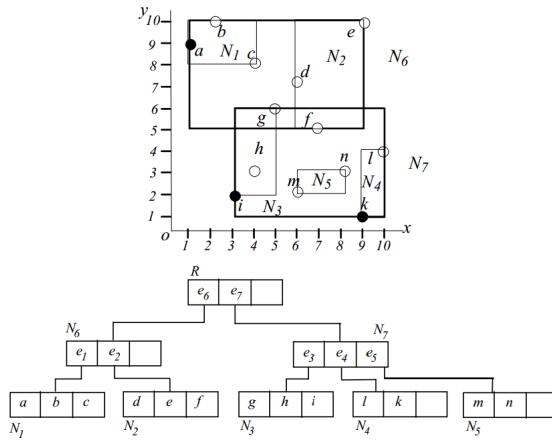 y
10 b e
9 a N1 c N2 N6
8
7 d
6
5 g f
4 h n l N7
3 m N5 N4
2 i N3 k
1
o 1 2 3 4 5 6 7 8 9 10 x
R
e6 e7
N6 N7
e1 e2 e3 e4 e5
a b c d e f g h i l k m n
N1 N2 N3 N4 N5